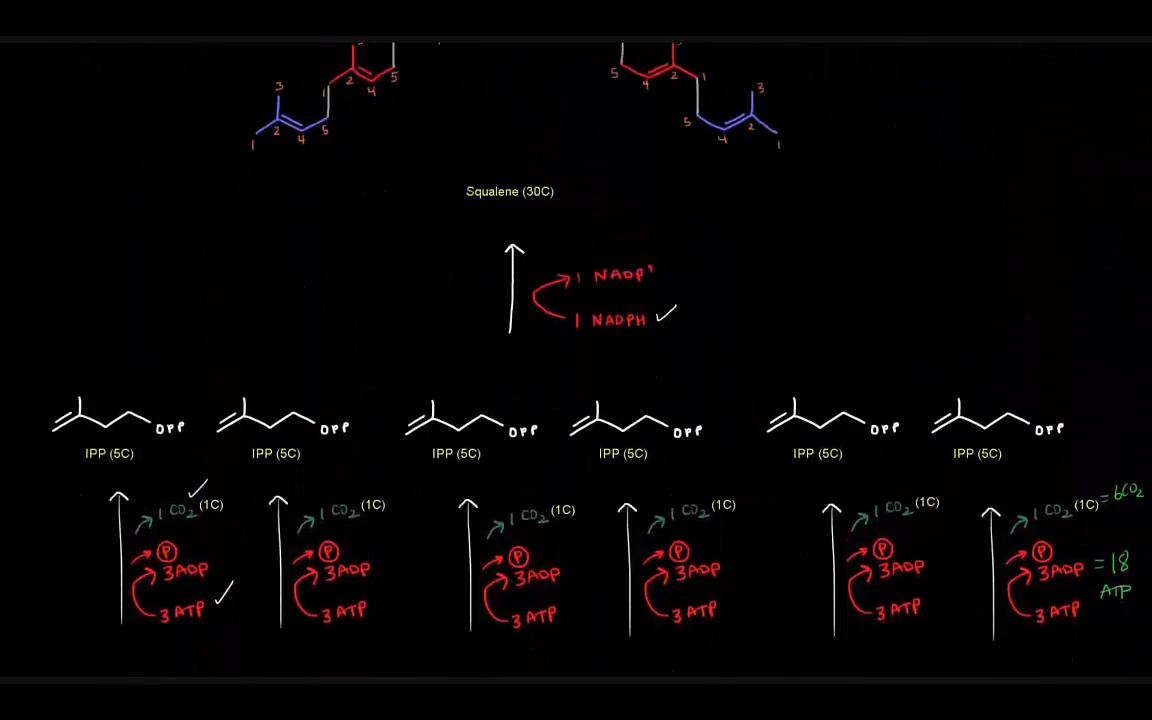 5 5
2 4 2 1
1 4
3 3
5 5
2 4 4 2
1 1
Squalene (30C)
1 NADP⁺
1 NADPH
OPP OPP OPP OPP OPP OPP
IPP (5C) IPP (5C) IPP (5C) IPP (5C) IPP (5C) IPP (5C)
1 CO2 (1C) 1 CO2 (1C) 1 CO2 (1C) 1 CO2 (1C) 1 CO2 (1C) 1 CO2 (1C) = 6CO2
P P P P P P
3ADP 3ADP 3ADP 3ADP 3ADP 3ADP = 18
ATP
3 ATP 3 ATP 3 ATP 3 ATP 3 ATP 3 ATP